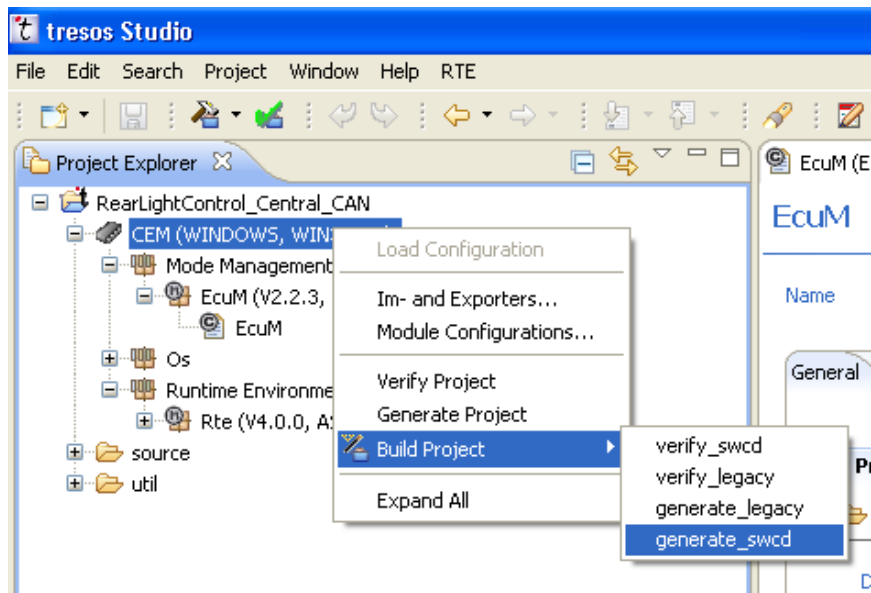 tresos Studio
File Edit Search Project Window Help RTE
Project Explorer
EcuM (E
RearLightControl_Central_CAN
EcuM
CEM (WINDOWS, WIN
Load Configuration
Mode Management
Im- and Exporters...
Name
EcuM (V2.2.3,
EcuM
Module Configurations...
Os
Verify Project
General
Runtime Environme
Generate Project
Rte (V4.0.0, A
Build Project
verify_swcd
source
verify_legacy
util
Expand All
generate_legacy
generate_swcd